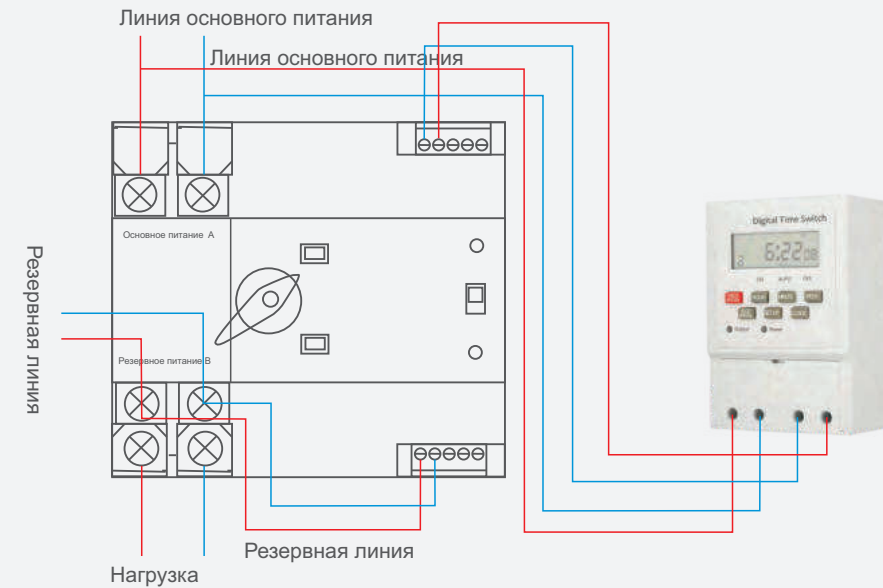 Линия основного питания
Линия основного питания
Основное питание A
Резервная линия
Резервное питание B
Digital Time Switch
6:22
Резервная линия
Нагрузка